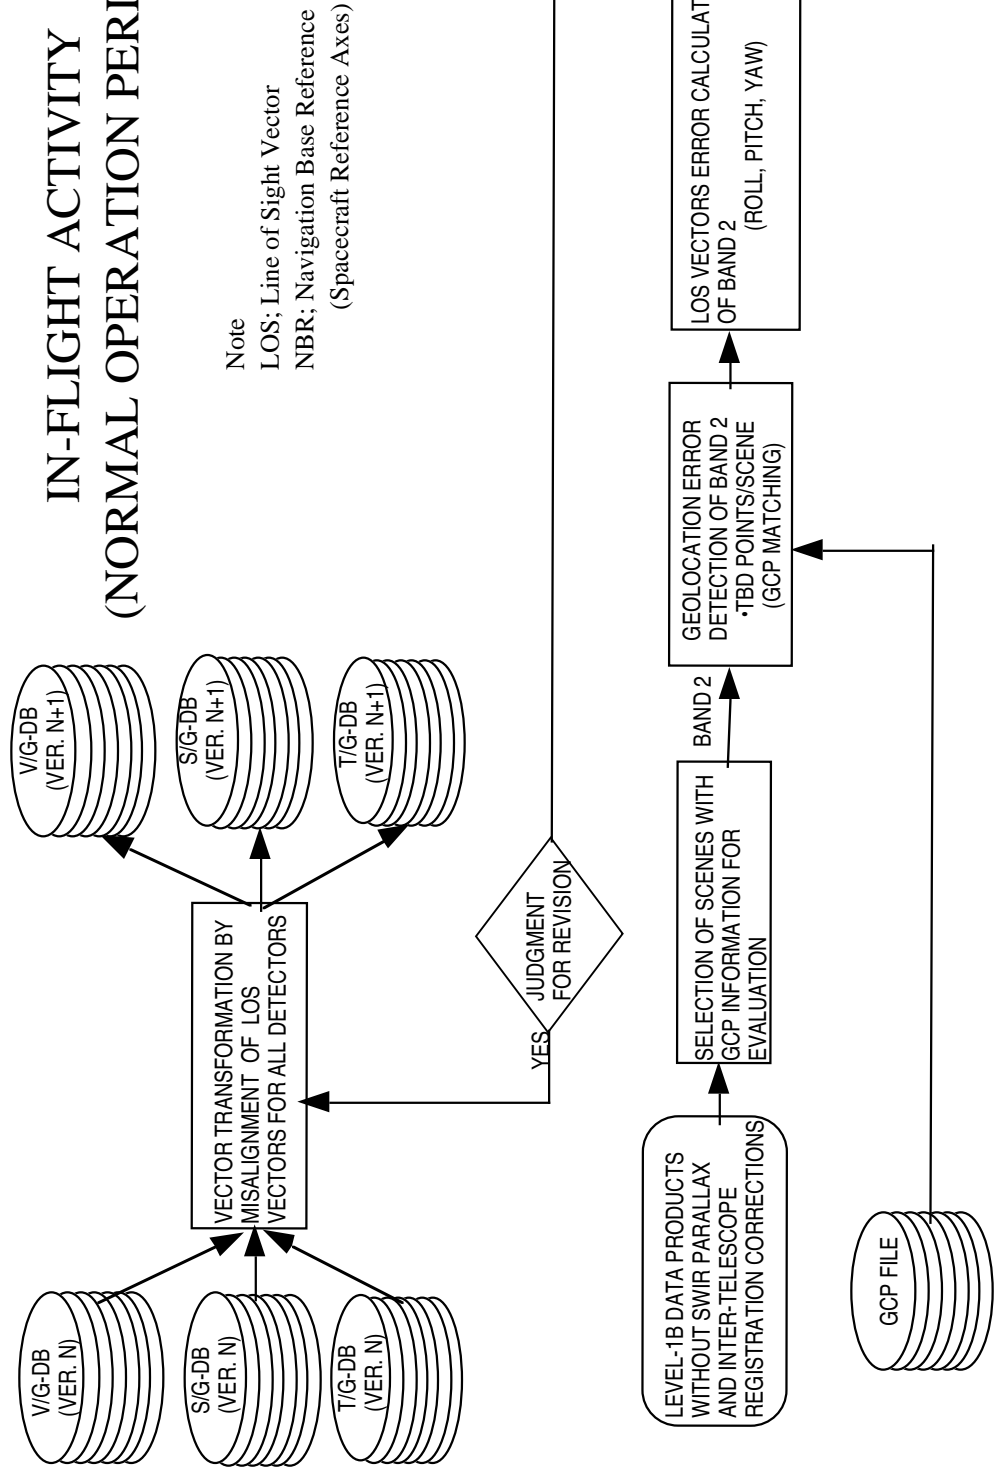 IN-FLIGHT ACTIVITY
(NORMAL OPERATION PERI
V/G-DB
(VER. N)
S/G-DB
(VER. N)
T/G-DB
(VER. N)
VECTOR TRANSFORMATION BY
MISALIGNMENT OF LOS
VECTORS FOR ALL DETECTORS
V/G-DB
(VER. N+1)
S/G-DB
(VER. N+1)
T/G-DB
(VER. N+1)
Note
LOS; Line of Sight Vector
NBR; Navigation Base Reference
(Spacecraft Reference Axes)
YES
JUDGMENT
FOR REVISION
LEVEL-1B DATA PRODUCTS
WITHOUT SWIR PARALLAX
AND INTER-TELESCOPE
REGISTRATION CORRECTIONS
SELECTION OF SCENES WITH
GCP INFORMATION FOR
EVALUATION
BAND 2
GEOLOCATION ERROR
DETECTION OF BAND 2
•TBD POINTS/SCENE
(GCP MATCHING)
LOS VECTORS ERROR CALCULAT
OF BAND 2
(ROLL, PITCH, YAW)
GCP FILE